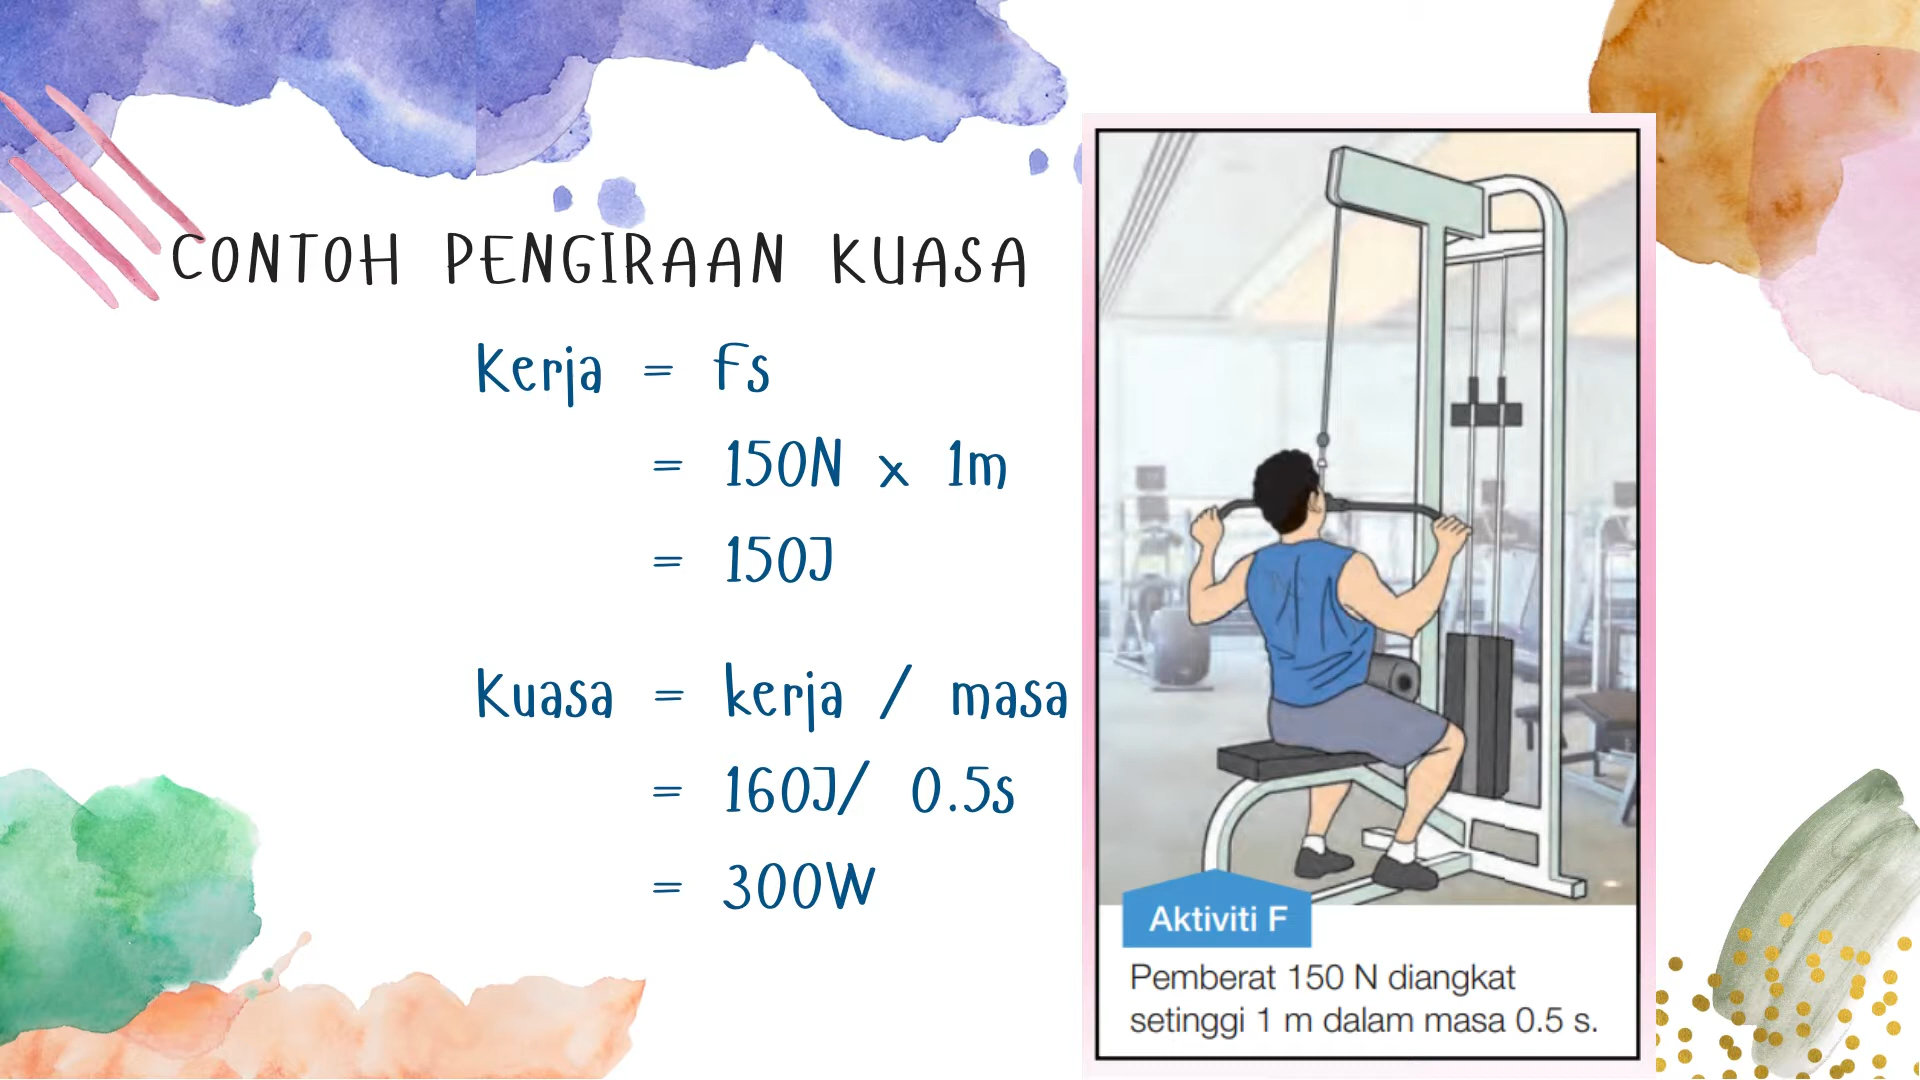 CONTOH PENGIRAAN KUASA
Kerja = Fs
= 150N x 1m
= 150J
Kuasa = kerja / masa
= 160J/ 0.5s
= 300W
Aktiviti F
Pemberat 150 N diangkat
setinggi 1 m dalam masa 0.5 s.